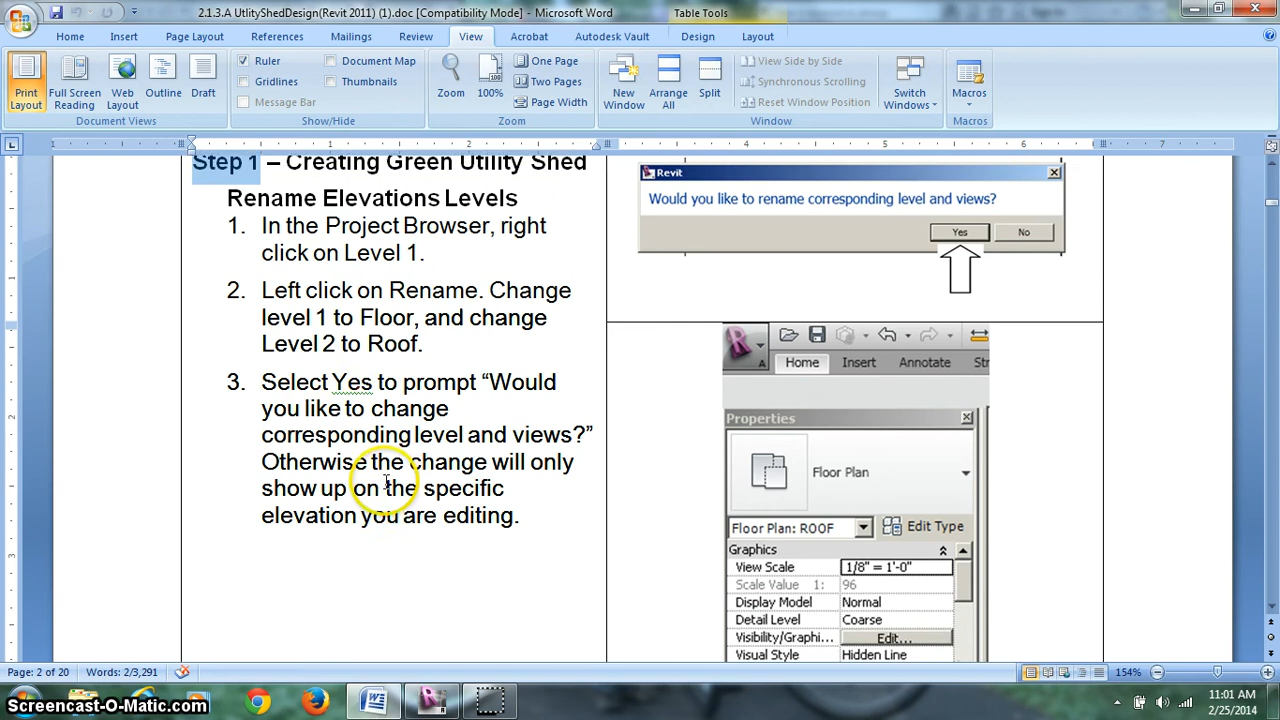 2.1.3.A UtlityShedDesign(Revit 2011) (1).doc [Compatibility Mode] - Microsoft Word
Table Tools
Home Insert Page Layout References Mailings Review View Acrobat Autodesk Vault Design Layout
Print Layout
Full Screen Reading
Web Layout
Outline
Draft
Document Views
Ruler
Gridlines
Message Bar
Document Map
Thumbnails
Show/Hide
Zoom
100%
One Page
Two Pages
Page Width
Zoom
New Window
Arrange All
Split
View Side by Side
Synchronous Scrolling
Reset Window Position
Window
Switch Windows
Macros
Macros
1 1 2 3 4 5 6 7
Step 1 – Creating Green Utility Shed
Rename Elevations Levels
1. In the Project Browser, right
click on Level 1.
2. Left click on Rename. Change
level 1 to Floor, and change
Level 2 to Roof.
3. Select Yes to prompt “Would
you like to change
corresponding level and views?”
Otherwise the change will only
show up on the specific
elevation you are editing.
Revit
Would you like to rename corresponding level and views?
Yes No
Home Insert Annotate Str
Properties
Floor Plan
Floor Plan: ROOF Edit Type
Graphics
View Scale 1/8" = 1'-0"
Scale Value 1: 96
Display Model Normal
Detail Level Coarse
Visibility/Graphi... Edit...
Visual Style Hidden Line
Page: 2 of 20 Words: 2/3,291 154%
Screencast-O-Matic.com
11:01 AM
2/25/2014